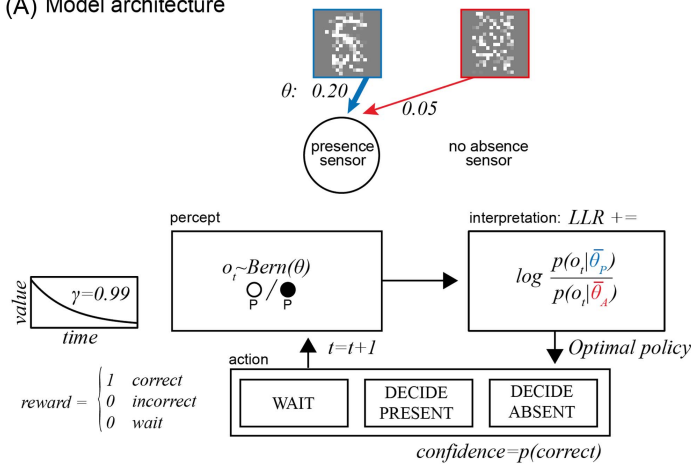 (A) Model architecture
θ: 0.20
0.05
presence
sensor
no absence
sensor
percept
o_t~Bern(θ)
/
P P
interpretation: LLR +=
log p(o_t|θ̅_P) / p(o_t|θ̅_A)
value
γ=0.99
time
t=t+1
Optimal policy
action
WAIT
DECIDE
PRESENT
DECIDE
ABSENT
reward = { 1 correct
0 incorrect
0 wait
confidence=p(correct)